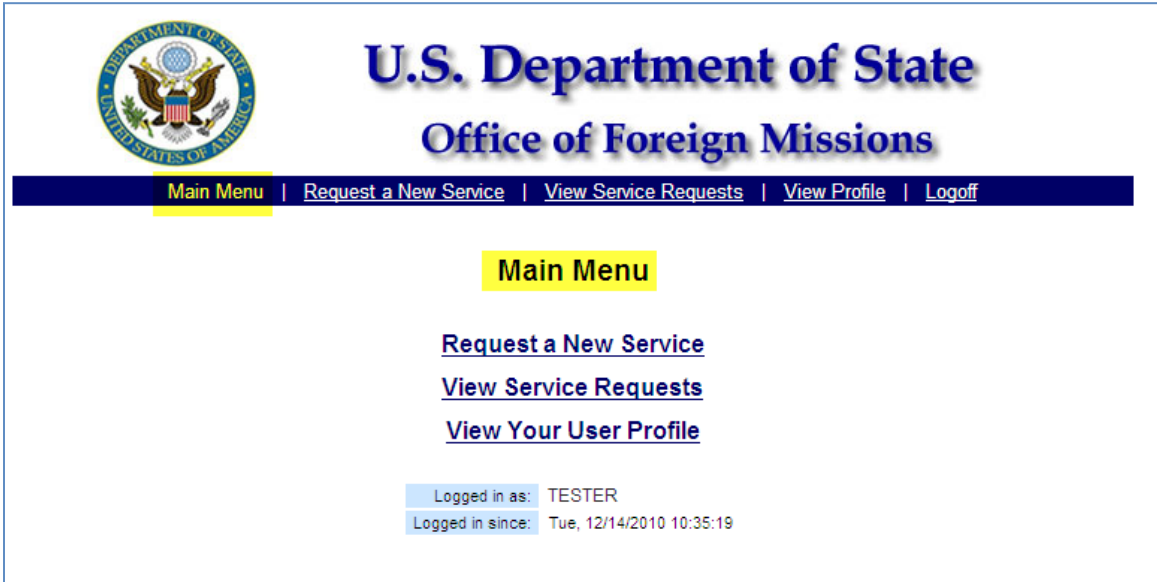 DEPARTMENT OF STATE
UNITED STATES OF AMERICA
U.S. Department of State
Office of Foreign Missions
Main Menu | Request a New Service | View Service Requests | View Profile | Logoff
Main Menu
Request a New Service
View Service Requests
View Your User Profile
Logged in as: TESTER
Logged in since: Tue, 12/14/2010 10:35:19